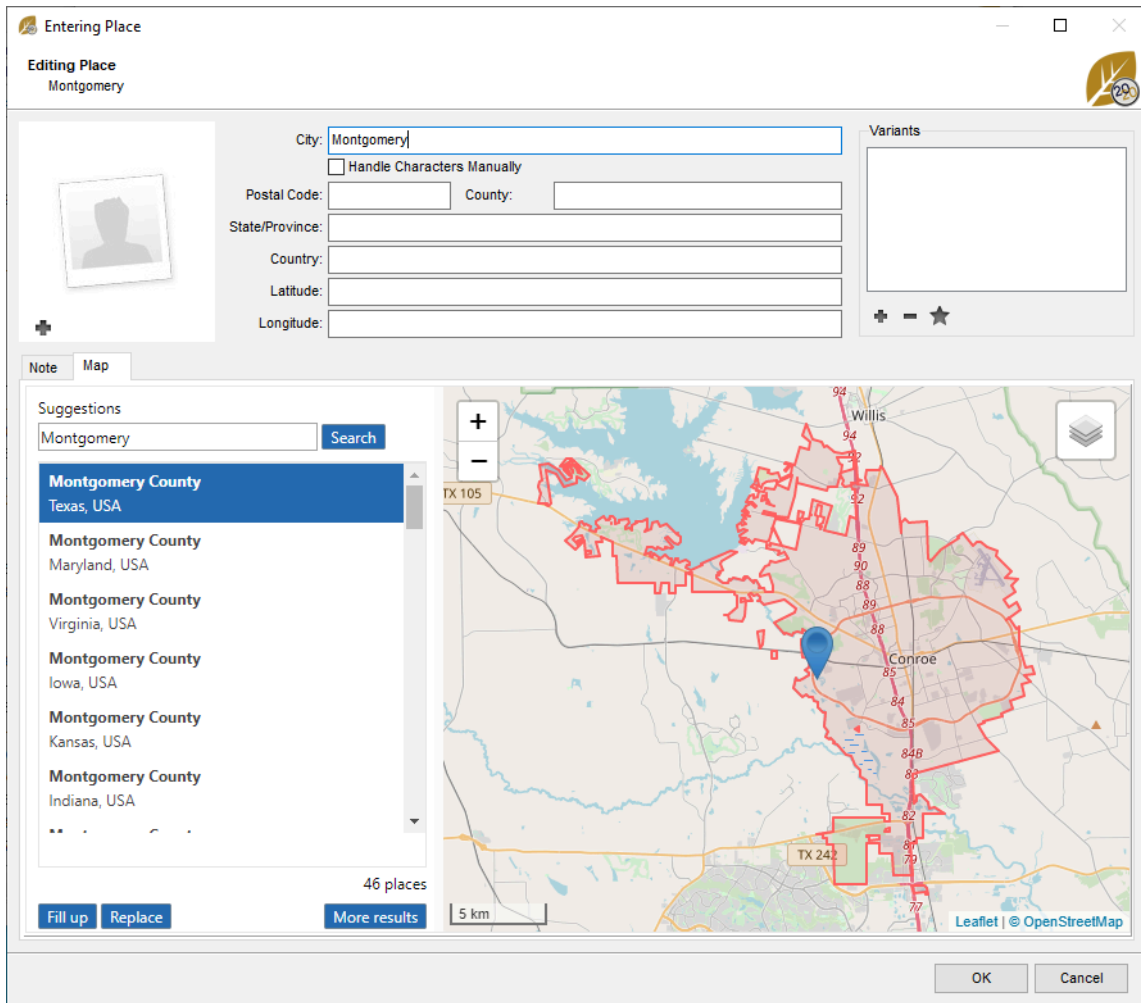 Entering Place
Editing Place
Montgomery
20
20
City: Montgomery
Handle Characters Manually
Postal Code: County:
State/Province:
Country:
Latitude:
Longitude:
Variants
Note Map
Suggestions
Montgomery Search
Montgomery County
Texas, USA
Montgomery County
Maryland, USA
Montgomery County
Virginia, USA
Montgomery County
Iowa, USA
Montgomery County
Kansas, USA
Montgomery County
Indiana, USA
46 places
Fill up Replace More results
+
−
94
Willis
94
92
TX 105
92
89
90
88
89
88
Conroe
85
84
85
84B
83
82
81
TX 242
79
77
5 km
Leaflet | © OpenStreetMap
OK Cancel